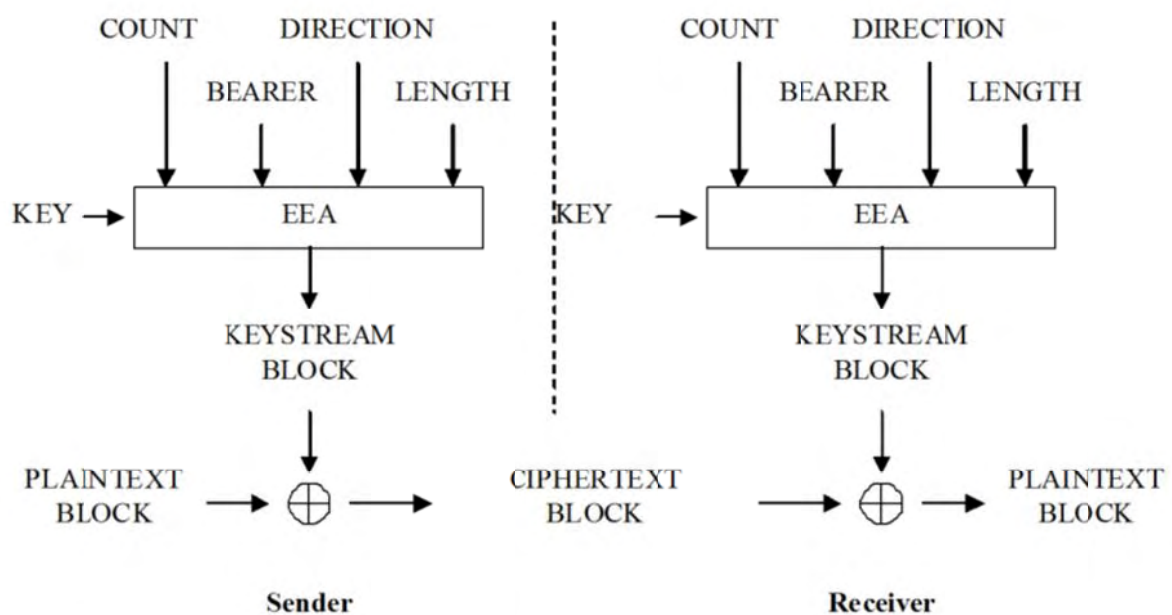 COUNT DIRECTION COUNT DIRECTION
BEARER LENGTH BEARER LENGTH
KEY EEA KEY EEA
KEYSTREAM KEYSTREAM
BLOCK BLOCK
PLAINTEXT CIPHERTEXT PLAINTEXT
BLOCK BLOCK BLOCK
Sender Receiver